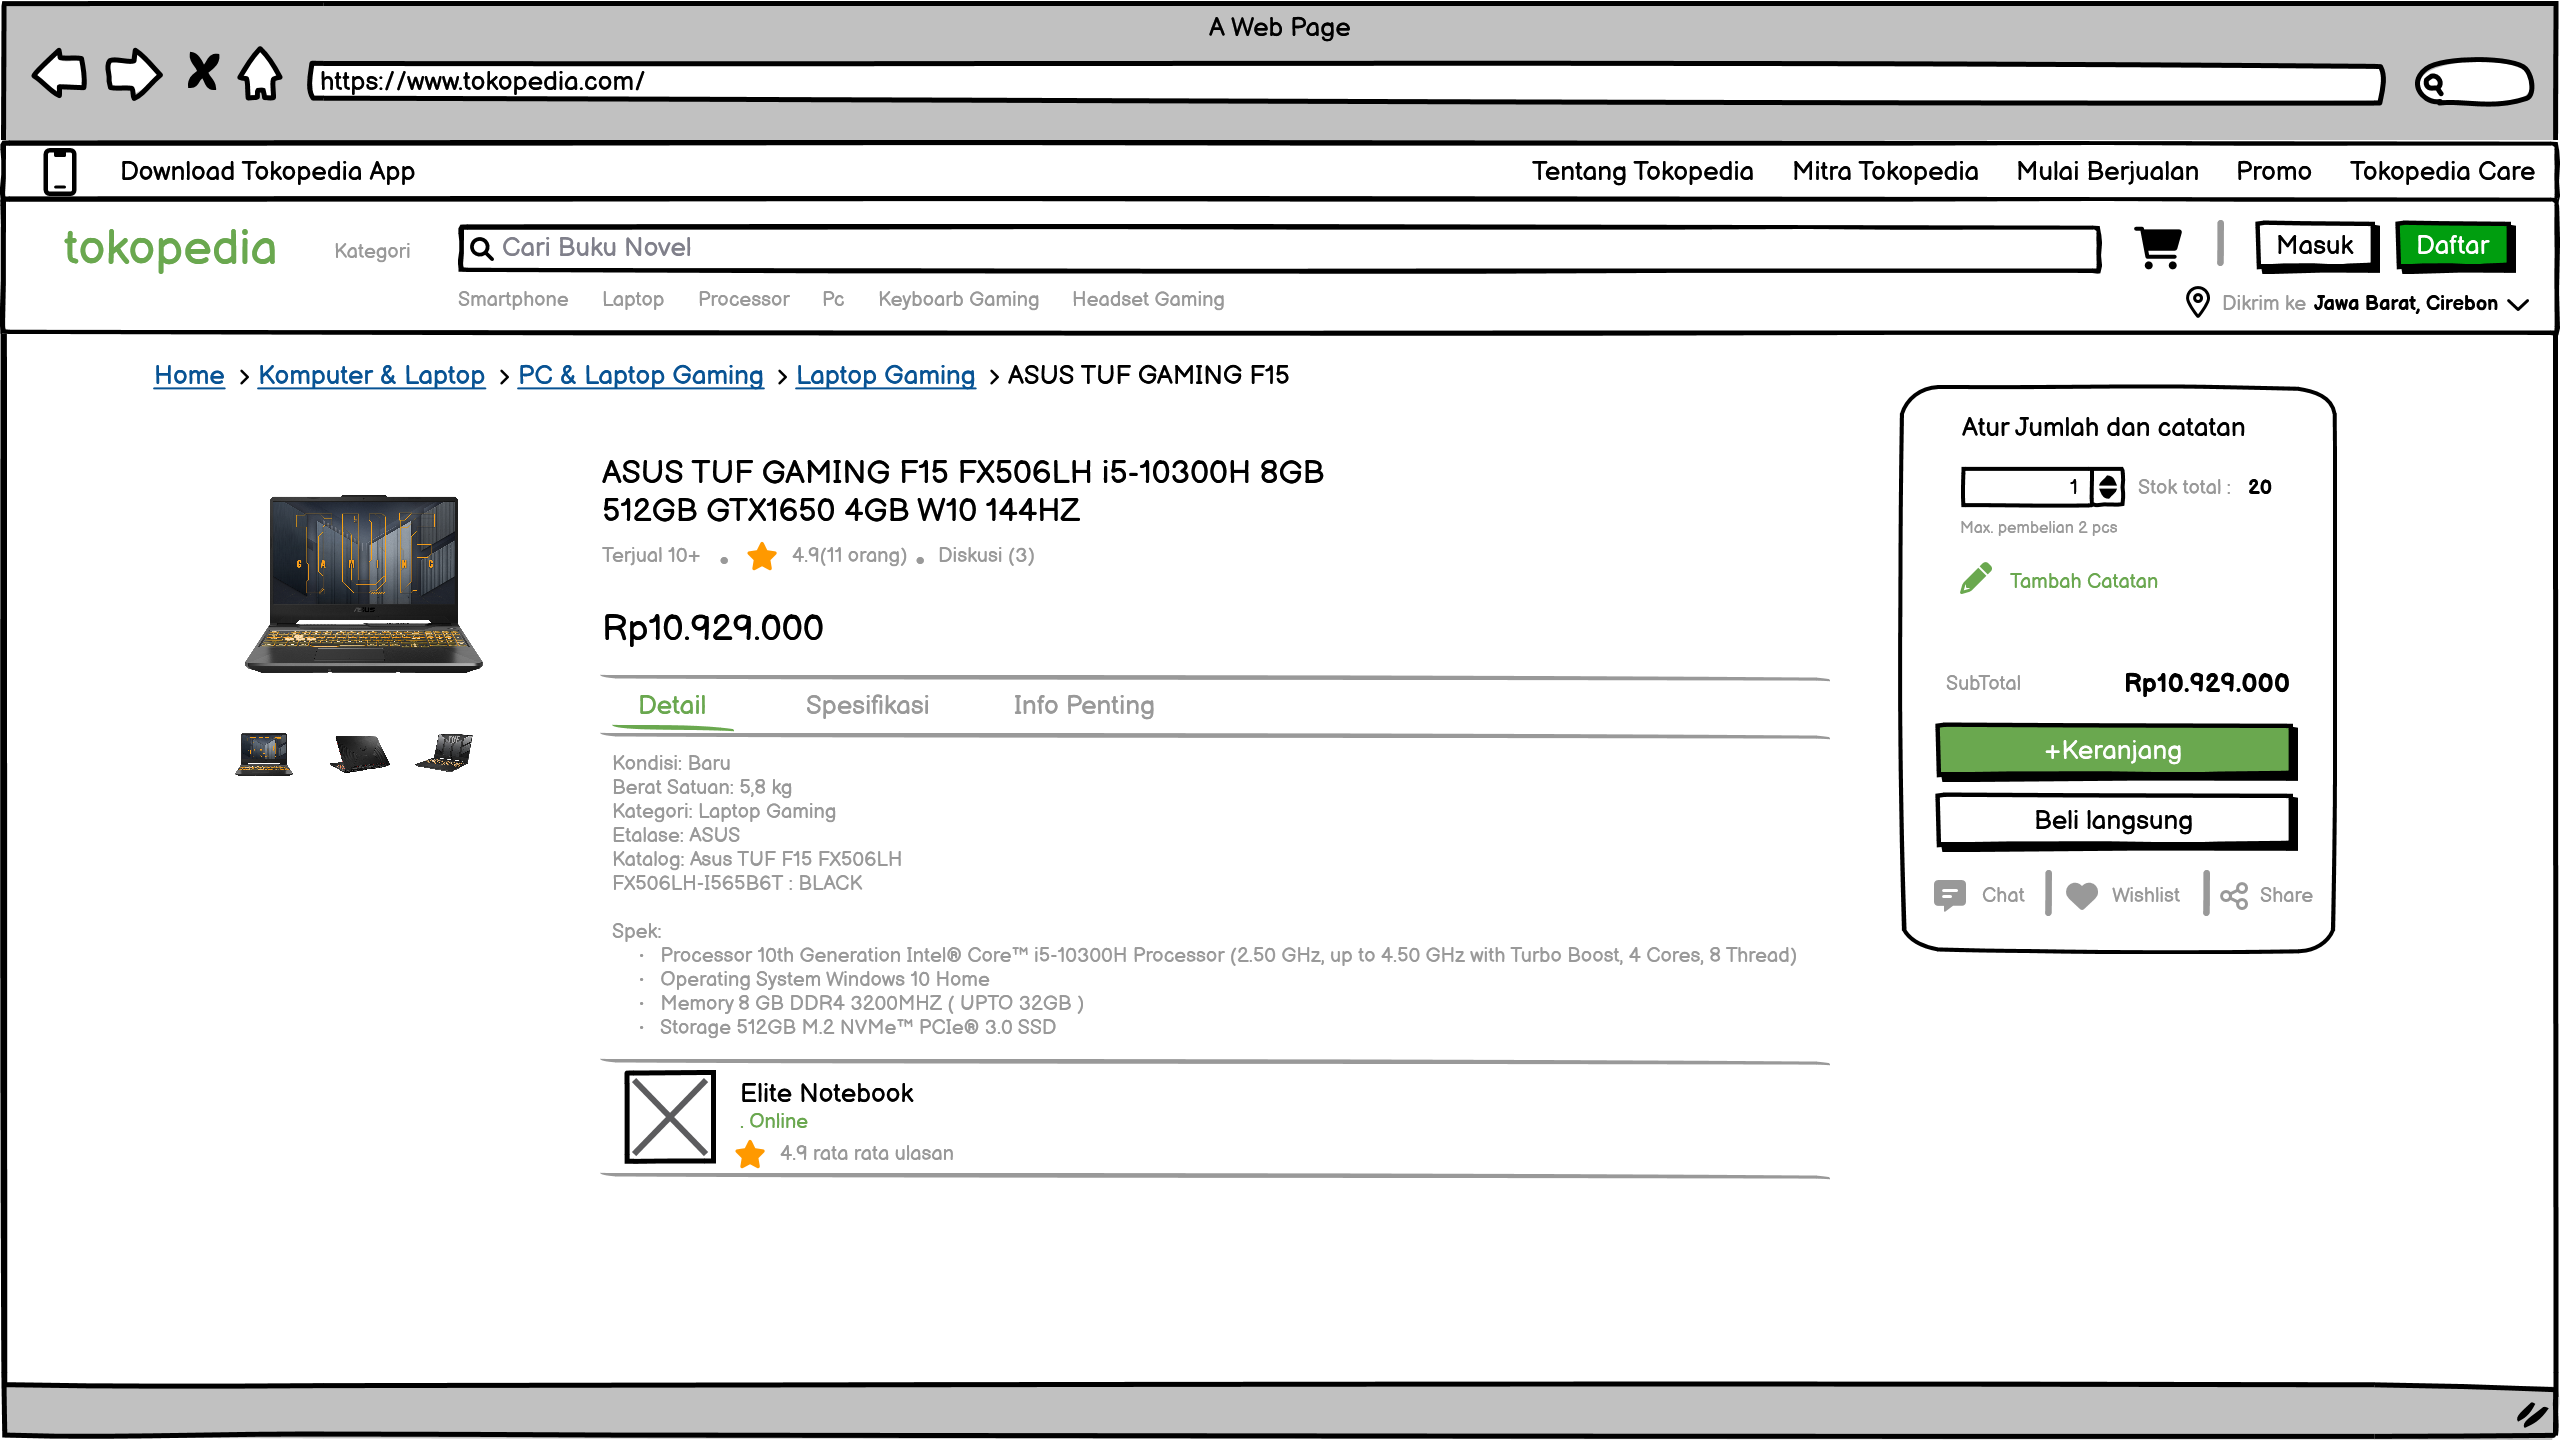 A Web Page
https://www.tokopedia.com/
Download Tokopedia App
Tentang Tokopedia Mitra Tokopedia Mulai Berjualan Promo Tokopedia Care
tokopedia
Kategori
Cari Buku Novel
Masuk
Daftar
Smartphone Laptop Processor Pc Keyboarb Gaming Headset Gaming
Dikrim ke Jawa Barat, Cirebon
Home > Komputer & Laptop > PC & Laptop Gaming > Laptop Gaming > ASUS TUF GAMING F15
ASUS TUF GAMING F15 FX506LH i5-10300H 8GB
512GB GTX1650 4GB W10 144HZ
Terjual 10+ • 4.9(11 orang) • Diskusi (3)
Rp10.929.000
Detail Spesifikasi Info Penting
Kondisi: Baru
Berat Satuan: 5,8 kg
Kategori: Laptop Gaming
Etalase: ASUS
Katalog: Asus TUF F15 FX506LH
FX506LH-I565B6T : BLACK
Spek:
· Processor 10th Generation Intel® Core™ i5-10300H Processor (2.50 GHz, up to 4.50 GHz with Turbo Boost, 4 Cores, 8 Thread)
· Operating System Windows 10 Home
· Memory 8 GB DDR4 3200MHZ ( UPTO 32GB )
· Storage 512GB M.2 NVMe™ PCIe® 3.0 SSD
Elite Notebook
. Online
4.9 rata rata ulasan
Atur Jumlah dan catatan
1
Stok total : 20
Max. pembelian 2 pcs
Tambah Catatan
SubTotal Rp10.929.000
+Keranjang
Beli langsung
Chat Wishlist Share